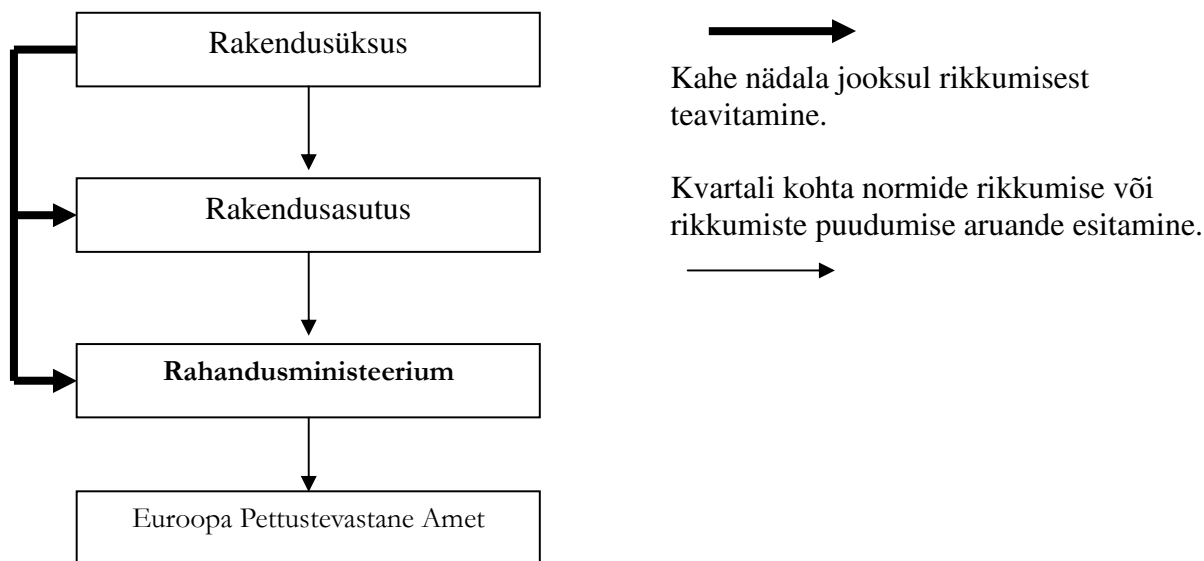 Rakendusüksus
Rakendusasutus
Rahandusministeerium
Euroopa Pettustevastane Amet
Kahe nädala jooksul rikkumisest
teavitamine.
Kvartali kohta normide rikkumise või
rikkumiste puudumise aruande esitamine.